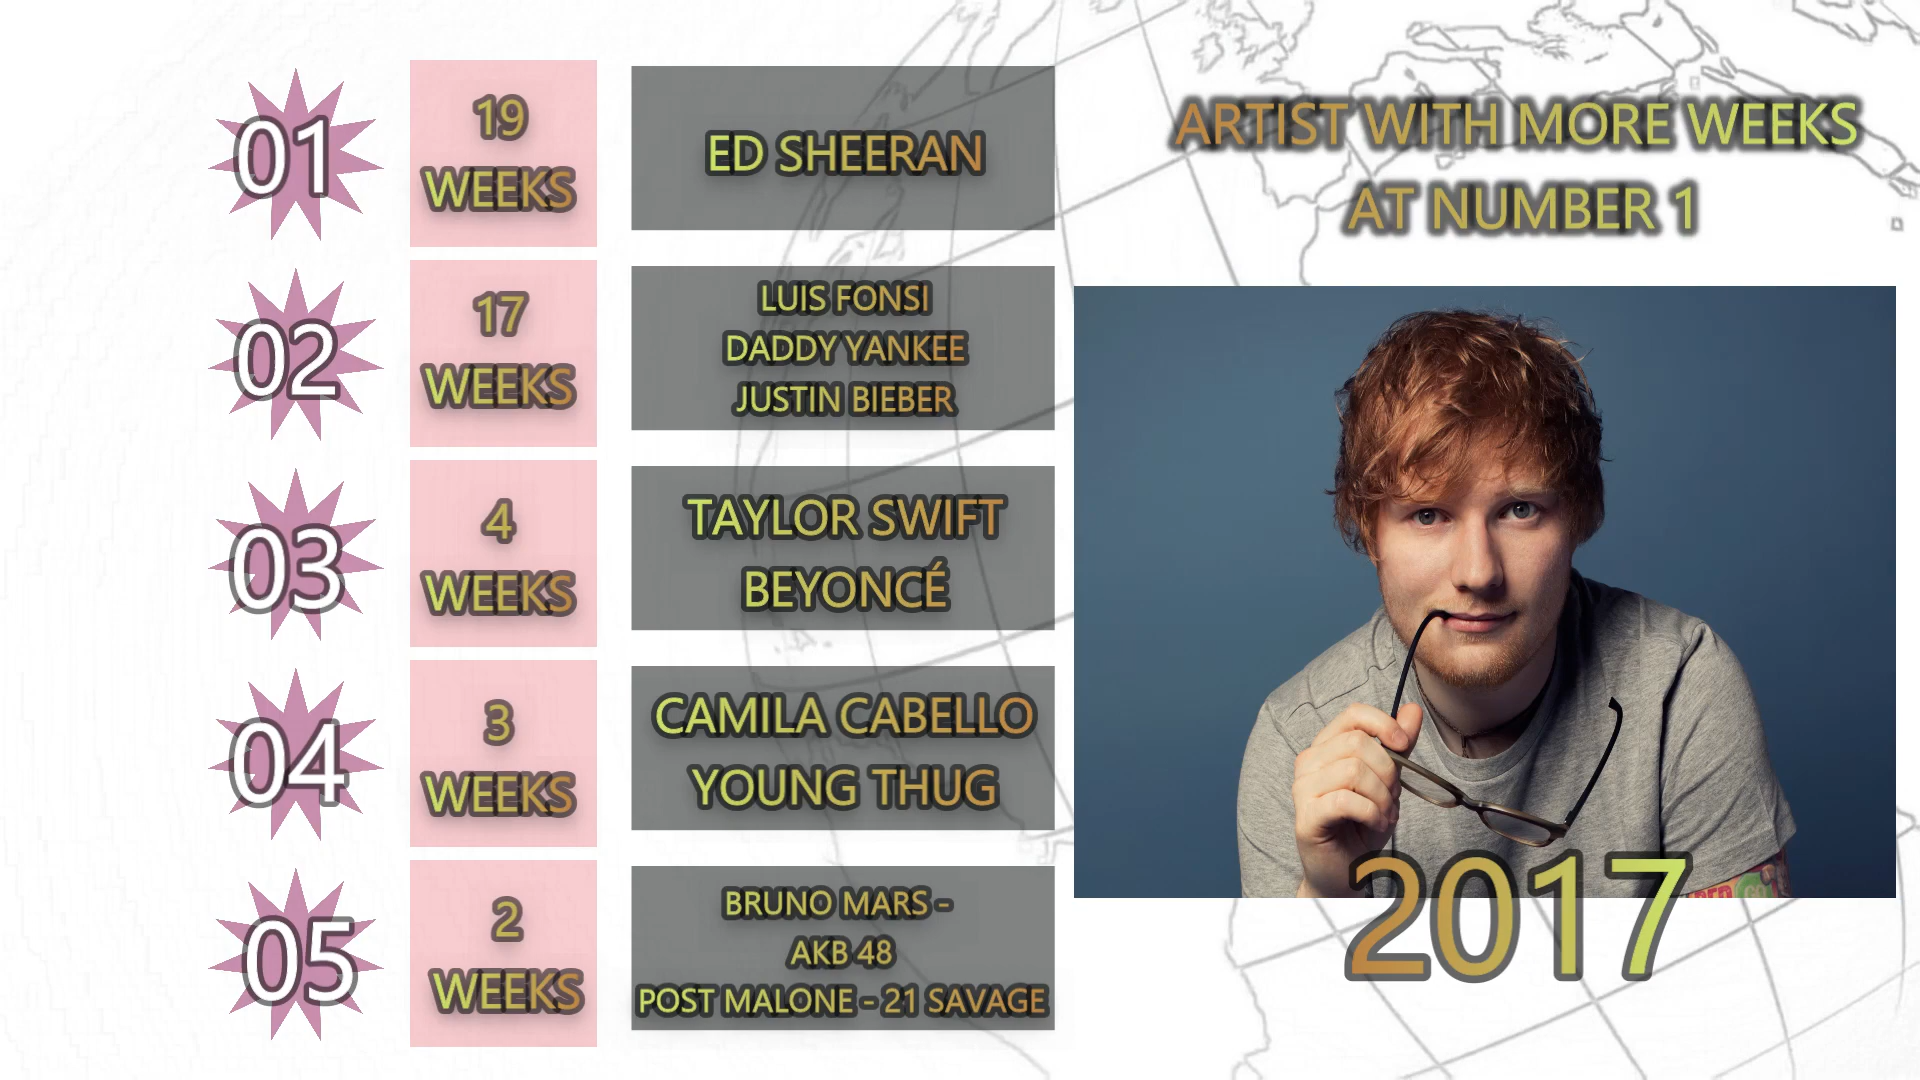 ARTIST WITH MORE WEEKS
AT NUMBER 1
01
19
WEEKS
ED SHEERAN
02
17
WEEKS
LUIS FONSI
DADDY YANKEE
JUSTIN BIEBER
03
4
WEEKS
TAYLOR SWIFT
BEYONCÉ
04
3
WEEKS
CAMILA CABELLO
YOUNG THUG
05
2
WEEKS
BRUNO MARS -
AKB 48
POST MALONE - 21 SAVAGE
2017